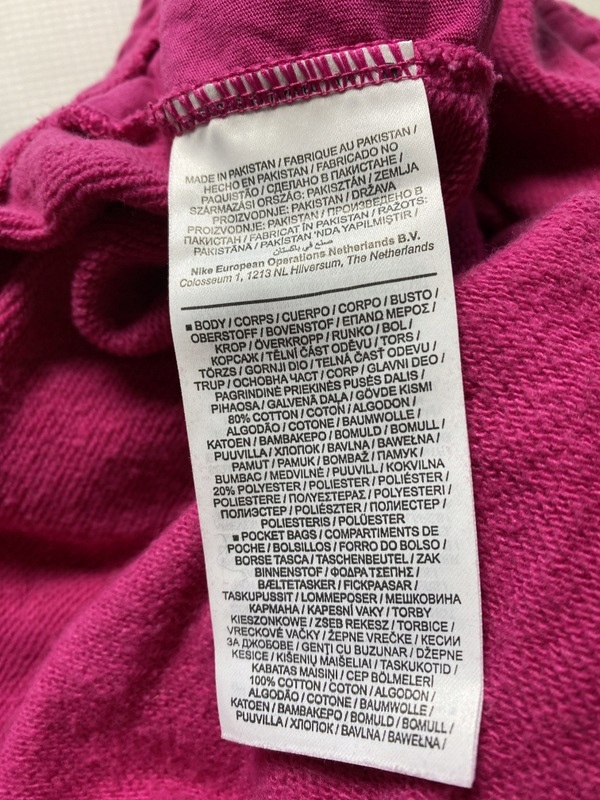 MADE IN PAKISTAN / FABRIQUE AU PAKISTAN /
HECHO EN PAKISTAN / FABRICADO NO
PAQUISTÃO / СДЕЛАНО В ПАКИСТАНЕ /
SZÁRMAZÁSI ORSZÁG: PAKISZTÁN / ZEMLJA
PROIZVODNJE: PAKISTAN / DRŽAVA
PROIZVODNJE: PAKISTAN / ПРОИЗВЕДЕНО В
ПАКИСТАН / FABRICAT ÎN PAKISTAN / RAŽOTS:
PAKISTĀNĀ / PAKISTAN 'NDA YAPILMIŞTIR /
صنع في باكستان
Nike European Operations Netherlands B.V.
Colosseum 1, 1213 NL Hilversum, The Netherlands
■ BODY / CORPS / CUERPO / CORPO / BUSTO /
OBERSTOFF / BOVENSTOF / ΕΠΑΝΩ ΜΕΡΟΣ /
KROP / ÖVERKROPP / RUNKO / BOL /
КОРСАЖ / TĚLNÍ ČÁST ODĚVU / TORS /
TÖRZS / GORNJI DIO / TELNÁ ČASŤ ODEVU /
TRUP / ОСНОВНА ЧАСТ / CORP / GLAVNI DEO /
PAGRINDINĖ PRIEKINĖS PUSĖS DALIS /
PIHAOSA / GALVENĀ DAĻA / GÖVDE KISMI
80% COTTON / COTON / ALGODON /
ALGODÃO / COTONE / BAUMWOLLE /
KATOEN / ΒΑΜΒΑΚΕΡΟ / BOMULD / BOMULL /
PUUVILLA / ХЛОПОК / BAVLNA / BAWEŁNA /
PAMUT / PAMUK / BOMBAŽ / ПАМУК /
BUMBAC / MEDVILNĖ / PUUVILL / KOKVILNA
20% POLYESTER / POLIESTER / POLIÉSTER /
POLIESTERE / ΠΟΛΥΕΣΤΕΡΑΣ / POLYESTERI /
ПОЛИЭСТЕР / POLIÉSZTER / ПОЛИЕСТЕР /
POLIESTERIS / POLÜESTER
■ POCKET BAGS / COMPARTIMENTS DE
POCHE / BOLSILLOS / FORRO DO BOLSO /
BORSE TASCA / TASCHENBEUTEL / ZAK
BINNENSTOF / ΦΟΔΡΑ ΤΣΕΠΗΣ /
BÆLTETASKER / FICKPAASAR /
TASKUPUSSIT / LOMMEPOSER / МЕШКОВИНА
КАРМАНА / KAPESNÍ VAKY / TORBY
KIESZONKOWE / ZSEB REKESZ / TORBICE /
VRECKOVÉ VAČKY / ŽEPNE VREČKE / КЕСИИ
ЗА ДЖОБОВЕ / GENTI CU BUZUNAR / DŽEPNE
KESICE / KIŠENIŲ MAIŠELIAI / TASKUKOTID /
KABATAS MAISIŅI / CEP BÖLMELERİ
100% COTTON / COTON / ALGODON /
ALGODÃO / COTONE / BAUMWOLLE /
KATOEN / ΒΑΜΒΑΚΕΡΟ / BOMULD / BOMULL /
PUUVILLA / ХЛОПОК / BAVLNA / BAWEŁNA /